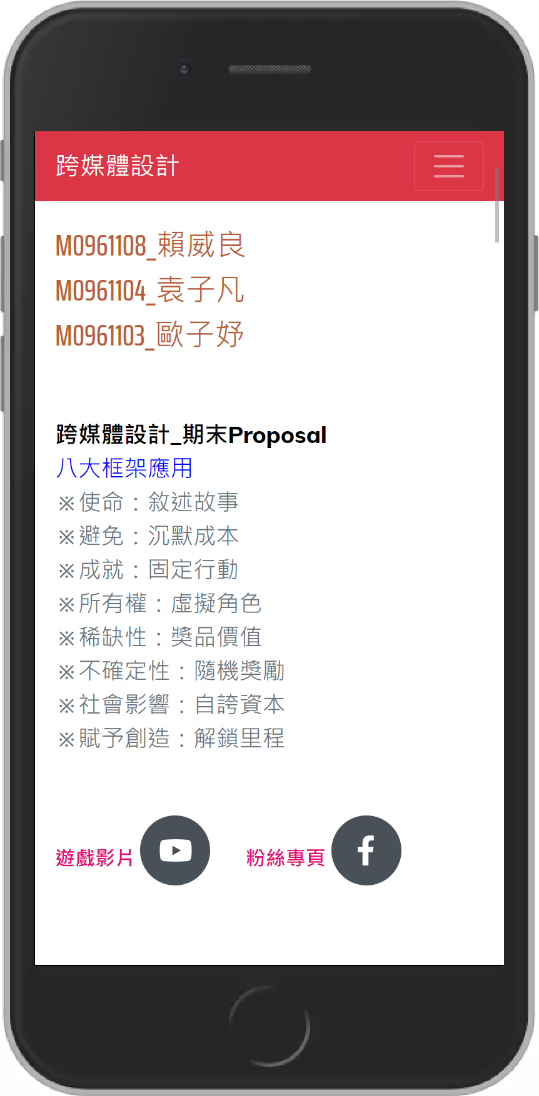 跨媒體設計
M0961108_賴威良
M0961104_袁子凡
M0961103_歐子妤
跨媒體設計_期末Proposal
八大框架應用
※使命：敘述故事
※避免：沉默成本
※成就：固定行動
※所有權：虛擬角色
※稀缺性：獎品價值
※不確定性：隨機獎勵
※社會影響：自誇資本
※賦予創造：解鎖里程
遊戲影片 粉絲專頁